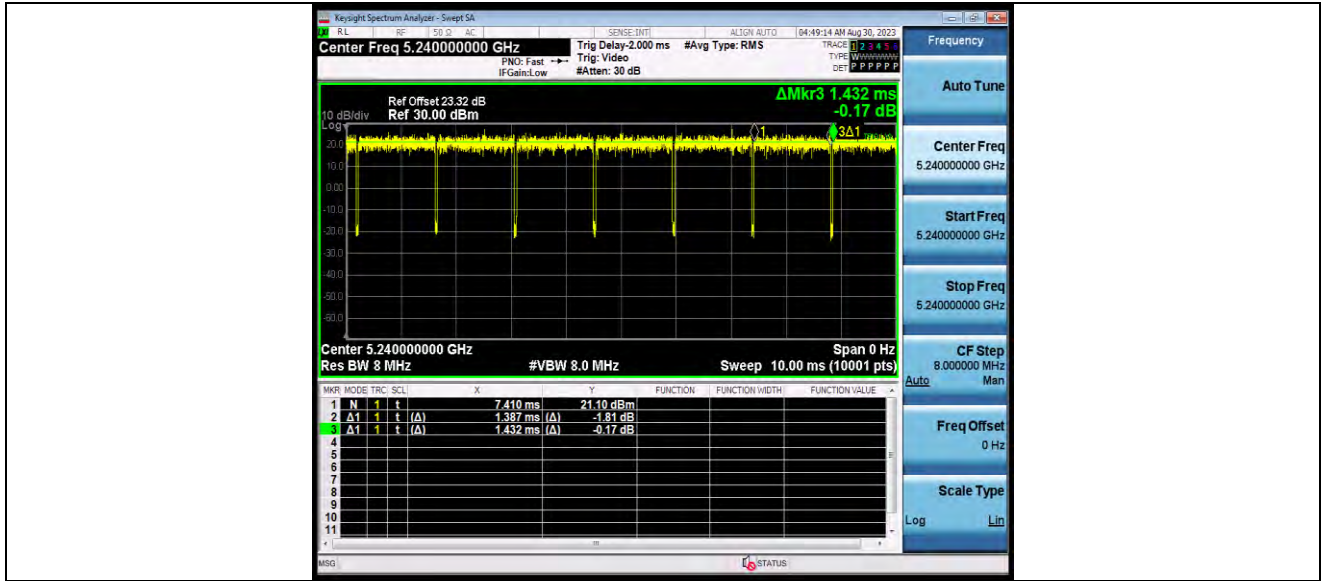 Keysight Spectrum Analyzer - Swept SA
RL RF 50 Ω AC SENSE:INT ALIGN AUTO 04:49:14 AM Aug 30, 2023
Center Freq 5.240000000 GHz
PNO: Fast
IFGain:Low
Trig Delay-2.000 ms
Trig: Video
#Atten: 30 dB
#Avg Type: RMS
TRACE 1 2 3 4 5 6
TYPE WWWWWW
DET P P P P P P
Frequency
ΔMkr3 1.432 ms
-0.17 dB
Ref Offset 23.32 dB
10 dB/div Ref 30.00 dBm
Log
1
3Δ1
20.0
10.0
0.00
-10.0
-20.0
-30.0
-40.0
-50.0
-60.0
Center 5.240000000 GHz Span 0 Hz
Res BW 8 MHz #VBW 8.0 MHz Sweep 10.00 ms (10001 pts)
MKR MODE TRC SCL X Y FUNCTION FUNCTION WIDTH FUNCTION VALUE
1 N 1 t 7.410 ms 21.10 dBm
2 Δ1 1 t (Δ) 1.387 ms (Δ) -1.81 dB
3 Δ1 1 t (Δ) 1.432 ms (Δ) -0.17 dB
4
5
6
7
8
9
10
11
MSG STATUS
Auto Tune
Center Freq
5.240000000 GHz
Start Freq
5.240000000 GHz
Stop Freq
5.240000000 GHz
CF Step
8.000000 MHz
Auto Man
Freq Offset
0 Hz
Scale Type
Log Lin